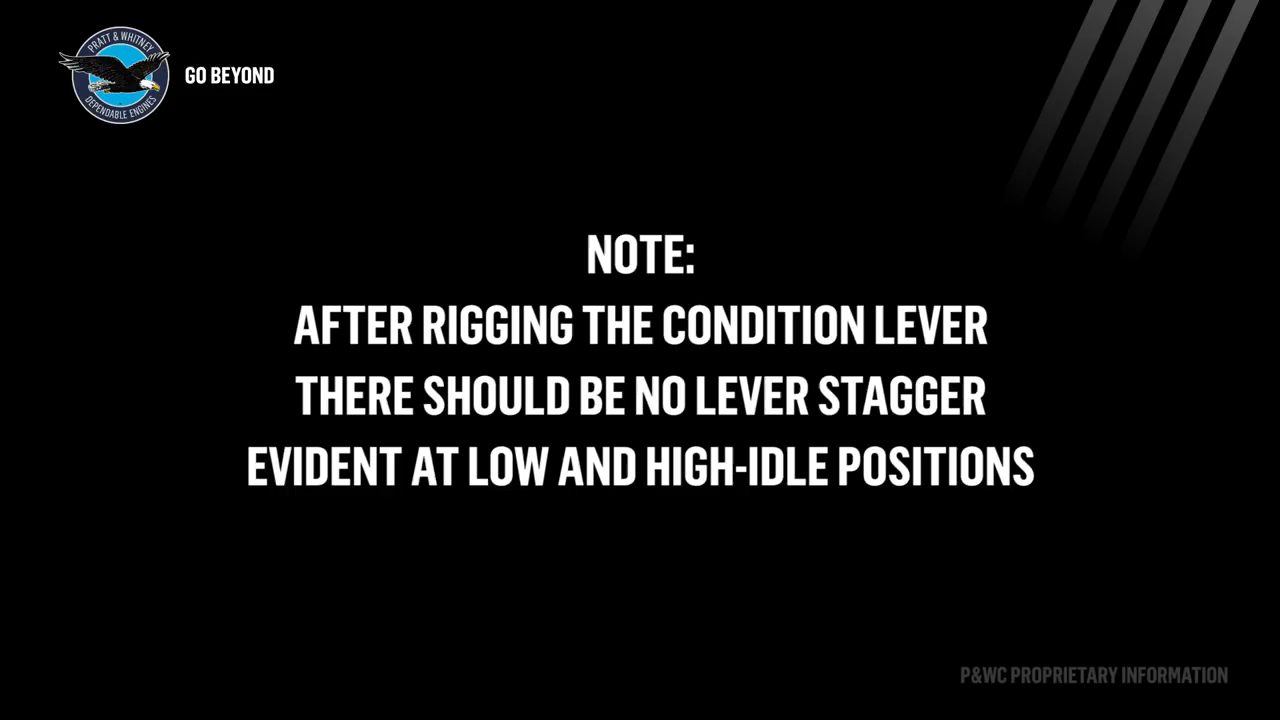 PRATT & WHITNEY
DEPENDABLE ENGINES
GO BEYOND
NOTE:
AFTER RIGGING THE CONDITION LEVER
THERE SHOULD BE NO LEVER STAGGER
EVIDENT AT LOW AND HIGH-IDLE POSITIONS
P&WC PROPRIETARY INFORMATION